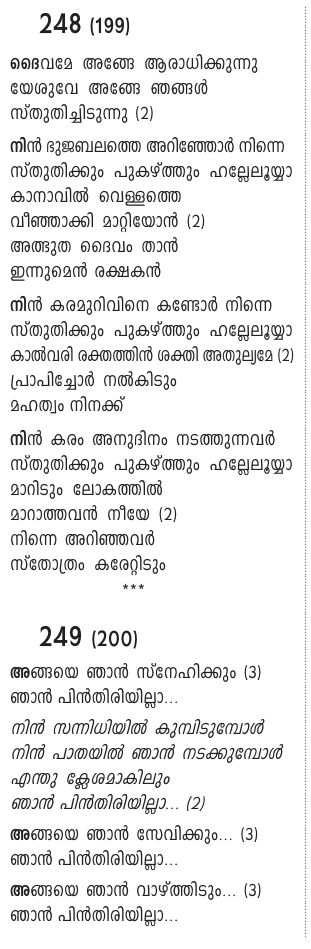 248 (199)
ദൈവമേ അങ്ങേ ആരാധിക്കുന്നു
യേശുവേ അങ്ങേ ഞങ്ങൾ
സ്തുതിച്ചിടുന്നു (2)
നിൻ ഭുജബലത്തെ അറിഞ്ഞോർ നിന്നെ
സ്തുതിക്കും പുകഴ്ത്തും ഹല്ലേലൂയ്യാ
കാനാവിൽ വെള്ളത്തെ
വീഞ്ഞാക്കി മാറ്റിയോൻ (2)
അത്ഭുത ദൈവം താൻ
ഇന്നുമെൻ രക്ഷകൻ
നിൻ കരമുറിവിനെ കണ്ടോർ നിന്നെ
സ്തുതിക്കും പുകഴ്ത്തും ഹല്ലേലൂയ്യാ
കാൽവരി രക്തത്തിൻ ശക്തി അതുല്യമേ (2)
പ്രാപിച്ചോർ നൽകിടും
മഹത്വം നിനക്ക്
നിൻ കരം അനുദിനം നടത്തുന്നവർ
സ്തുതിക്കും പുകഴ്ത്തും ഹല്ലേലൂയ്യാ
മാറിടും ലോകത്തിൽ
മാറാത്തവൻ നീയേ (2)
നിന്നെ അറിഞ്ഞവർ
സ്തോത്രം കരേറ്റിടും
***
249 (200)
അങ്ങയെ ഞാൻ സ്നേഹിക്കും (3)
ഞാൻ പിൻതിരിയില്ലാ...
നിൻ സന്നിധിയിൽ കുമ്പിടുമ്പോൾ
നിൻ പാതയിൽ ഞാൻ നടക്കുമ്പോൾ
എന്തു ക്ലേശമാകിലും
ഞാൻ പിൻതിരിയില്ലാ... (2)
അങ്ങയെ ഞാൻ സേവിക്കും... (3)
ഞാൻ പിൻതിരിയില്ലാ...
അങ്ങയെ ഞാൻ വാഴ്ത്തിടും... (3)
ഞാൻ പിൻതിരിയില്ലാ...